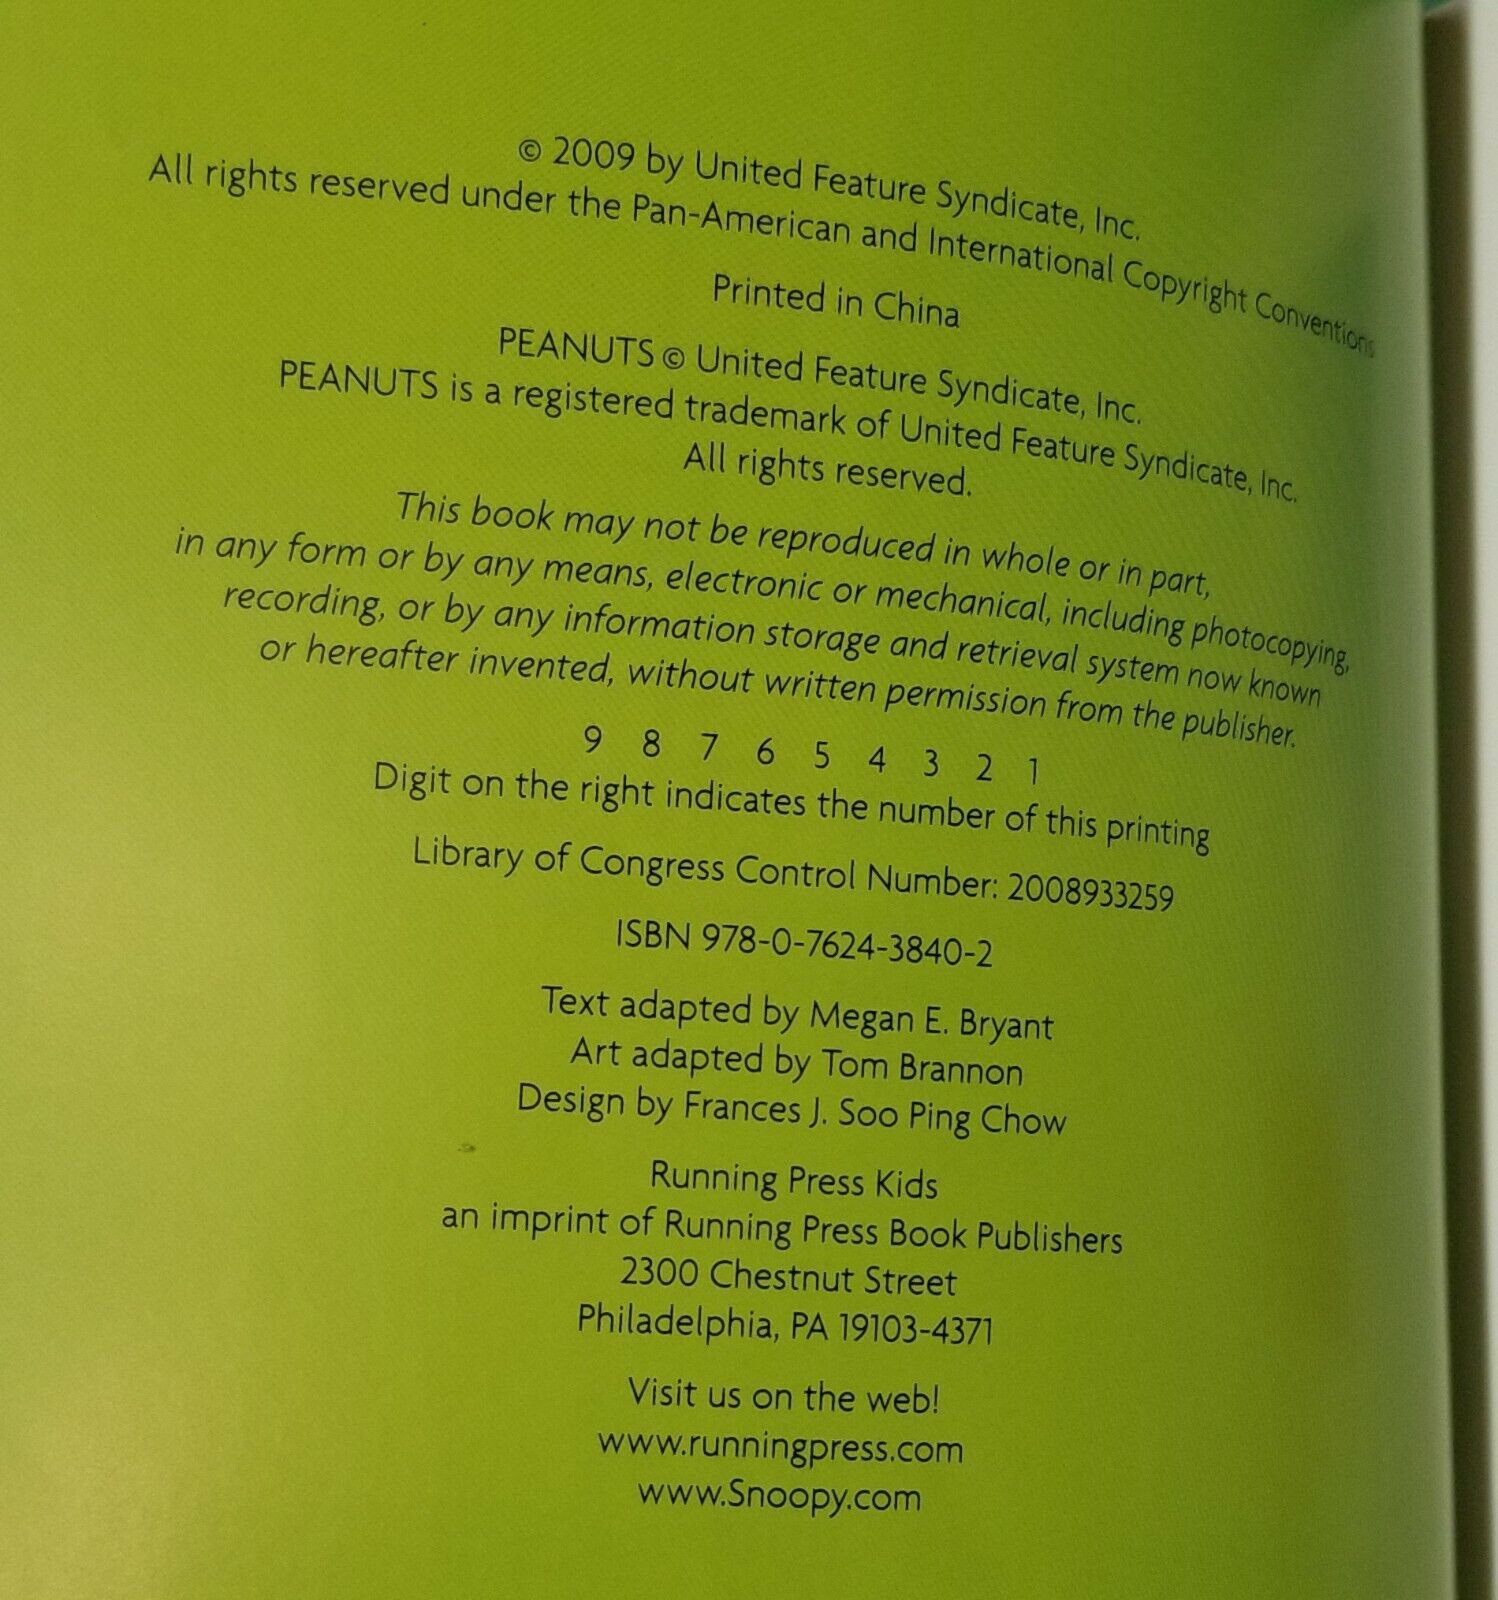 © 2009 by United Feature Syndicate, Inc.
All rights reserved under the Pan-American and International Copyright Conventions
Printed in China
PEANUTS © United Feature Syndicate, Inc.
PEANUTS is a registered trademark of United Feature Syndicate, Inc.
All rights reserved.
This book may not be reproduced in whole or in part,
in any form or by any means, electronic or mechanical, including photocopying,
recording, or by any information storage and retrieval system now known
or hereafter invented, without written permission from the publisher.
9 8 7 6 5 4 3 2 1
Digit on the right indicates the number of this printing
Library of Congress Control Number: 2008933259
ISBN 978-0-7624-3840-2
Text adapted by Megan E. Bryant
Art adapted by Tom Brannon
Design by Frances J. Soo Ping Chow
Running Press Kids
an imprint of Running Press Book Publishers
2300 Chestnut Street
Philadelphia, PA 19103-4371
Visit us on the web!
www.runningpress.com
www.Snoopy.com